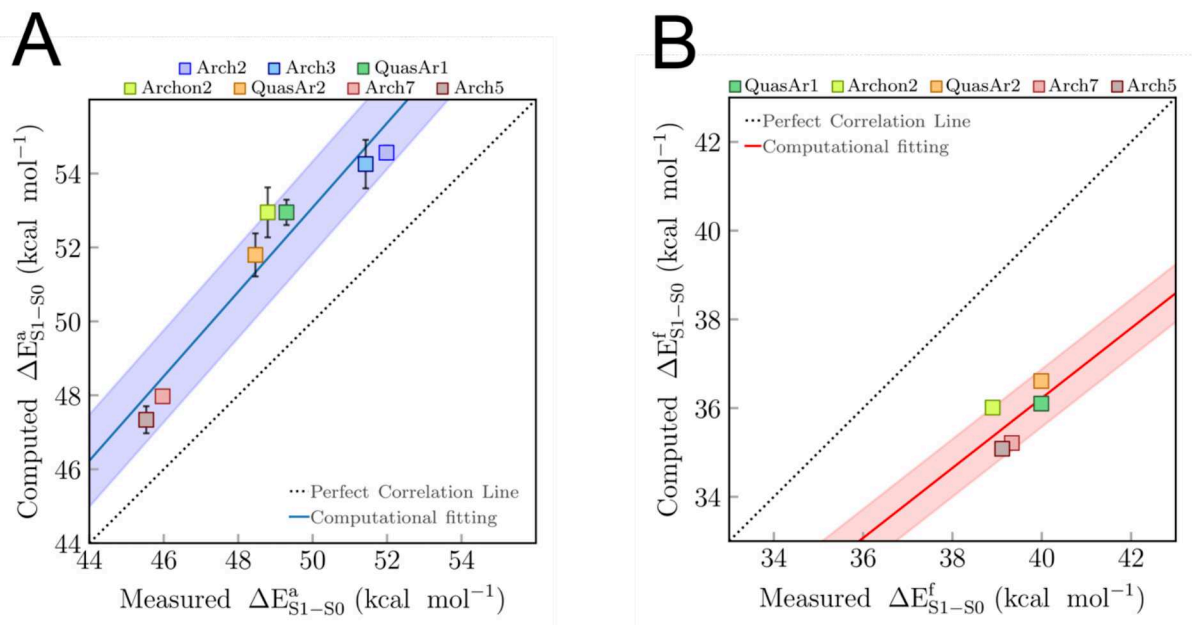 A
Arch2 Arch3 QuasAr1
Archon2 QuasAr2 Arch7 Arch5
Computed ΔE^a_S1−S0 (kcal mol^−1)
54
52
50
48
46
44
Perfect Correlation Line
Computational fitting
44 46 48 50 52 54
Measured ΔE^a_S1−S0 (kcal mol^−1)
B
QuasAr1 Archon2 QuasAr2 Arch7 Arch5
Perfect Correlation Line
Computational fitting
Computed ΔE^f_S1−S0 (kcal mol^−1)
42
40
38
36
34
34 36 38 40 42
Measured ΔE^f_S1−S0 (kcal mol^−1)